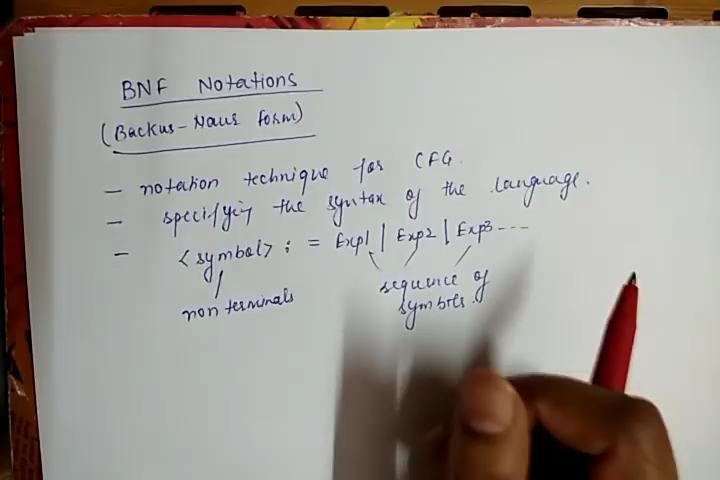 BNF Notations
(Backus-Naur form)
- notation technique for CFG.
- specifying the syntax of the language.
- <symbol> : = Exp1 | Exp2 | Exp3 ---
non terminals
sequence of
symbols.